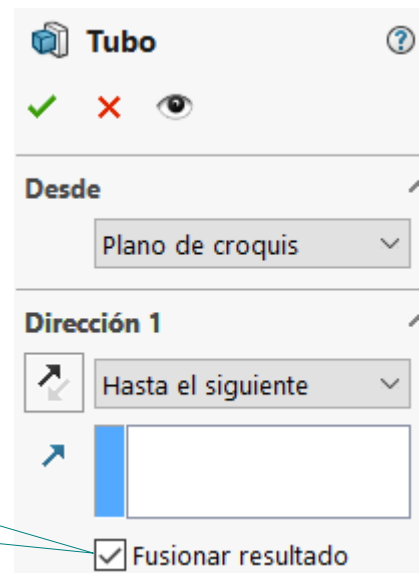 Tubo
Desde
Plano de croquis
Dirección 1
Hasta el siguiente
Fusionar resultado